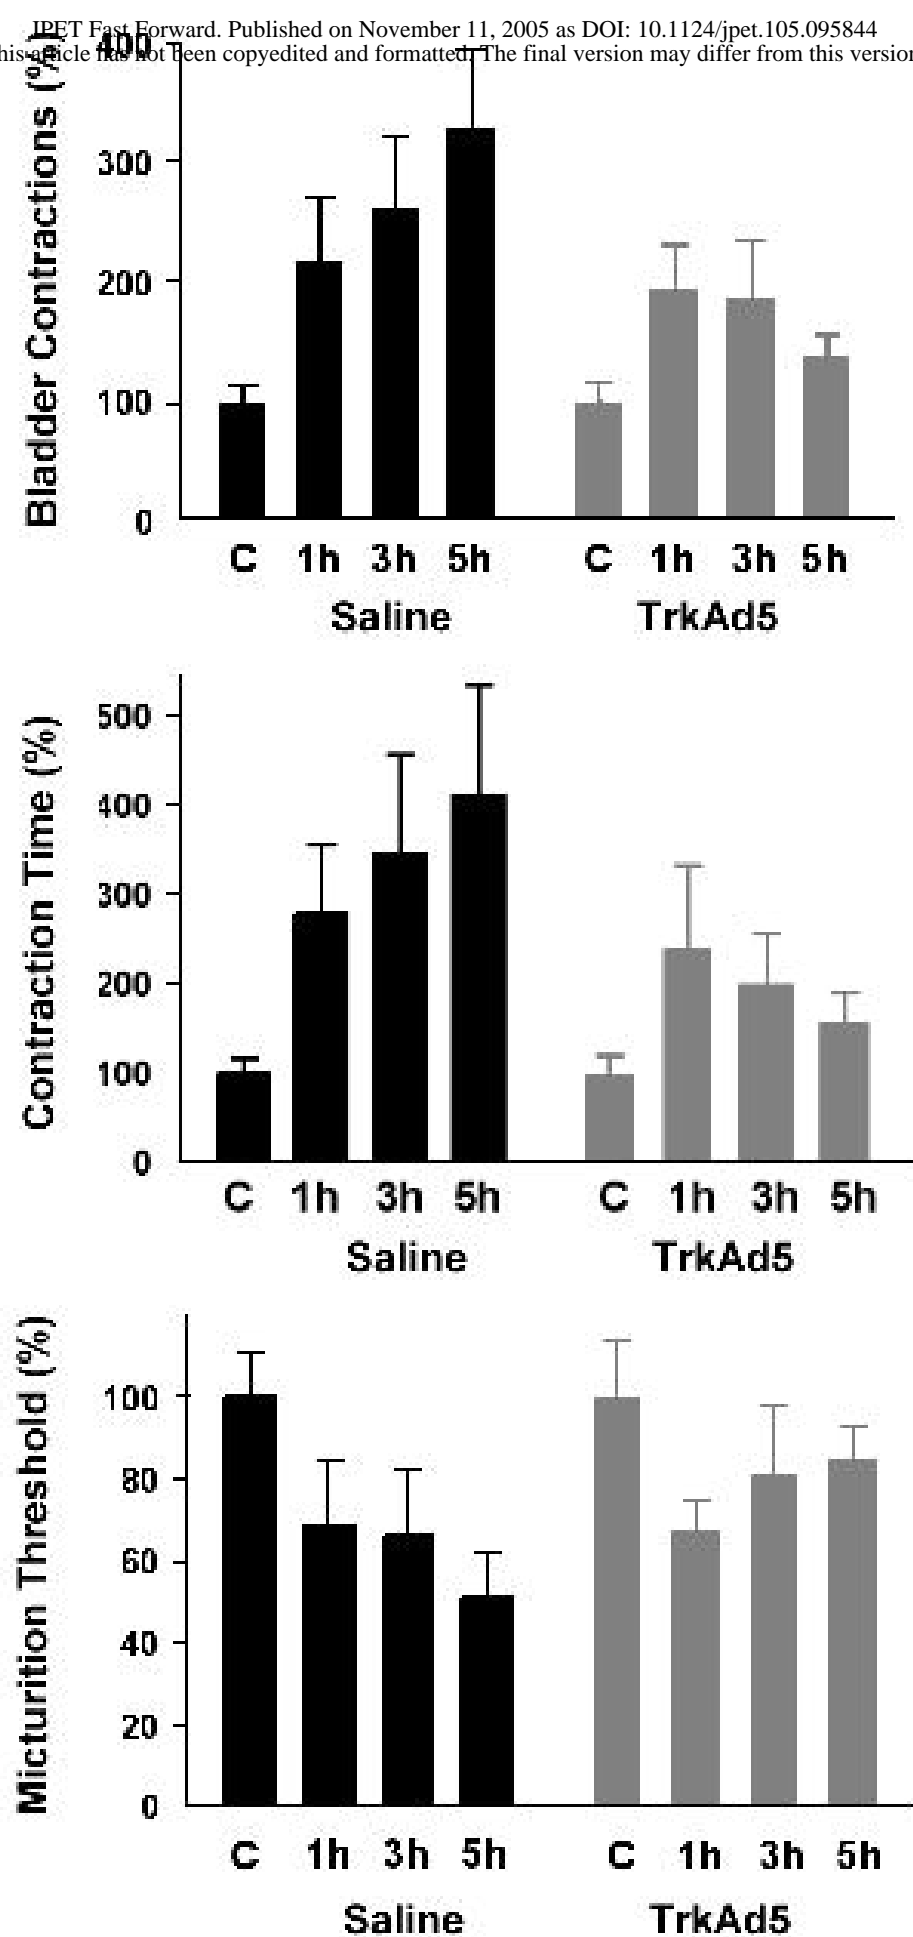 JPET Fast Forward. Published on November 11, 2005 as DOI: 10.1124/jpet.105.095844
his article has not been copyedited and formatted. The final version may differ from this version
Bladder Contractions (%)
400
300
200
100
0
C 1h 3h 5h C 1h 3h 5h
Saline TrkAd5
Contraction Time (%)
500
400
300
200
100
0
C 1h 3h 5h C 1h 3h 5h
Saline TrkAd5
Micturition Threshold (%)
100
80
60
40
20
0
C 1h 3h 5h C 1h 3h 5h
Saline TrkAd5